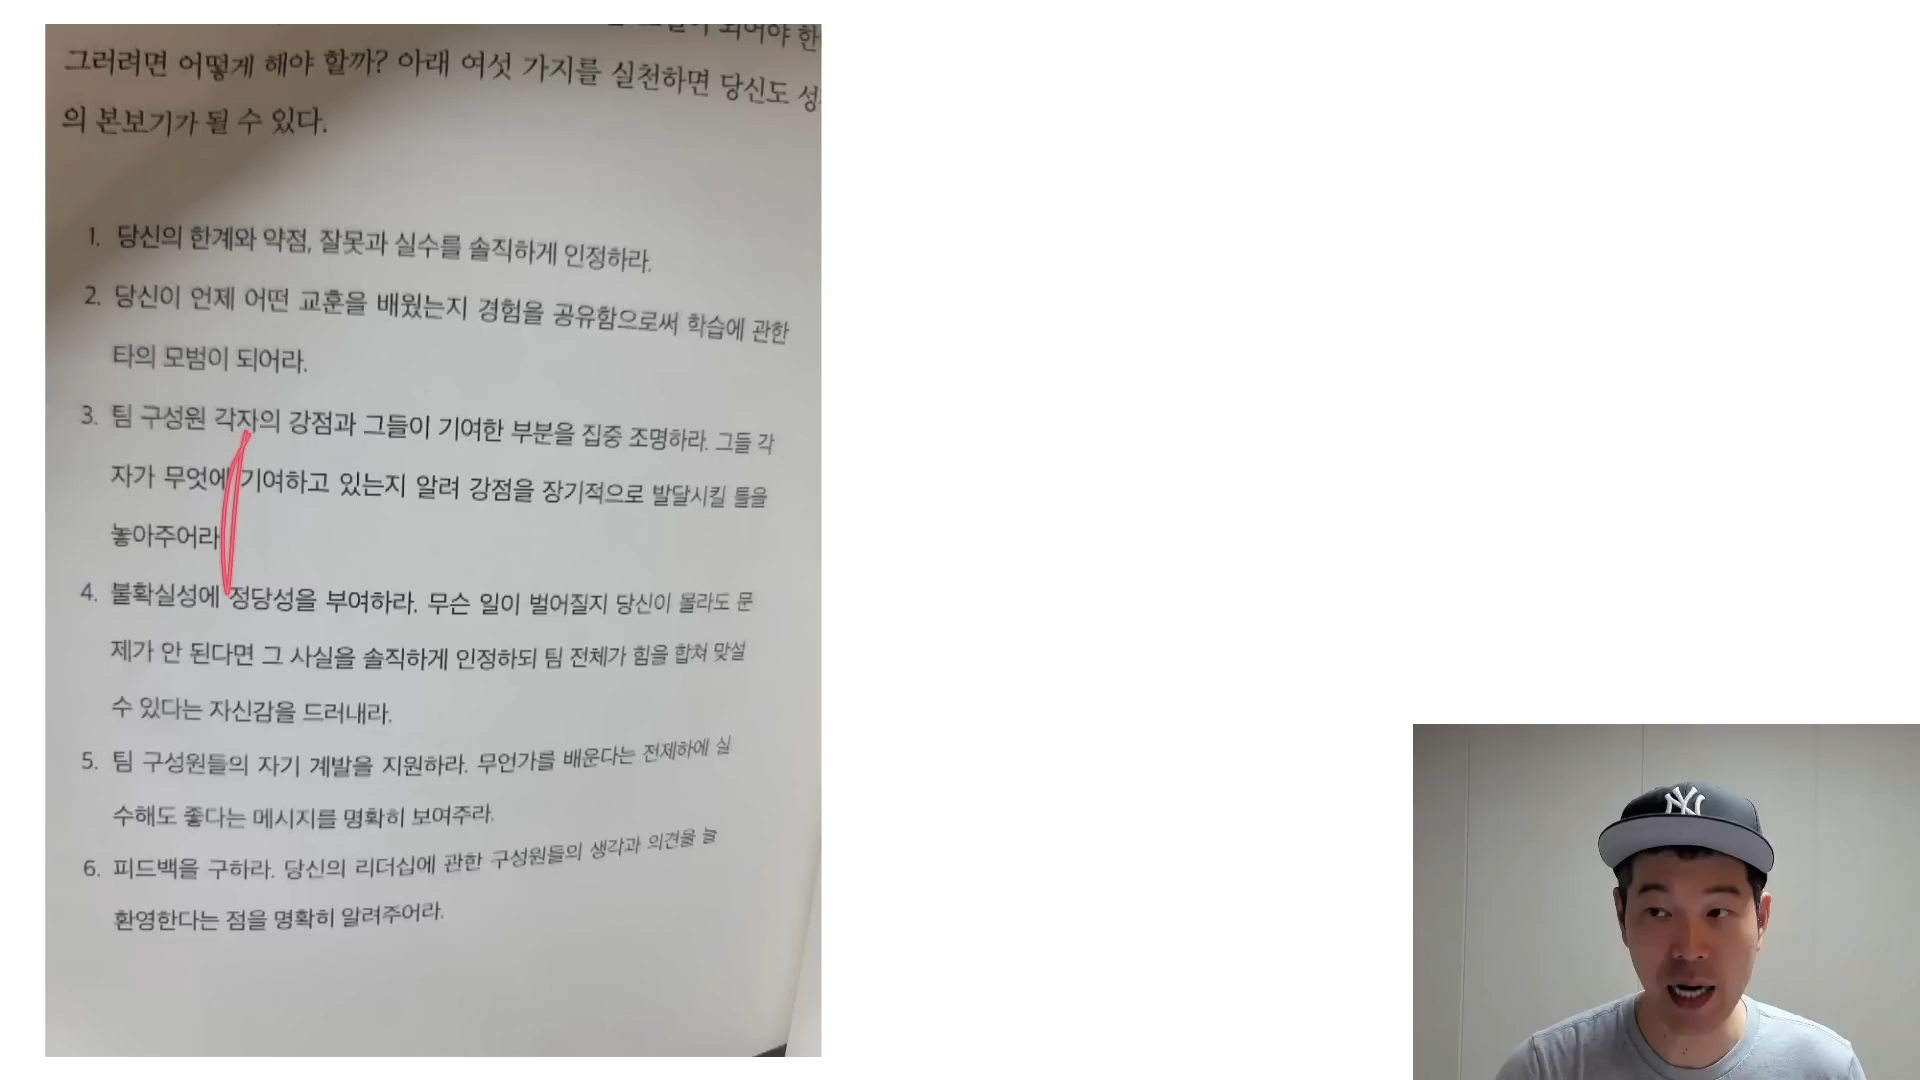 되어야 한
그러려면 어떻게 해야 할까? 아래 여섯 가지를 실천하면 당신도 성
의 본보기가 될 수 있다.
1. 당신의 한계와 약점, 잘못과 실수를 솔직하게 인정하라.
2. 당신이 언제 어떤 교훈을 배웠는지 경험을 공유함으로써 학습에 관한
타의 모범이 되어라.
3. 팀 구성원 각자의 강점과 그들이 기여한 부분을 집중 조명하라. 그들 각
자가 무엇에 기여하고 있는지 알려 강점을 장기적으로 발달시킬 틀을
놓아주어라
4. 불확실성에 정당성을 부여하라. 무슨 일이 벌어질지 당신이 몰라도 문
제가 안 된다면 그 사실을 솔직하게 인정하되 팀 전체가 힘을 합쳐 맞설
수 있다는 자신감을 드러내라.
5. 팀 구성원들의 자기 계발을 지원하라. 무언가를 배운다는 전제하에 실
수해도 좋다는 메시지를 명확히 보여주라.
6. 피드백을 구하라. 당신의 리더십에 관한 구성원들의 생각과 의견을 늘
환영한다는 점을 명확히 알려주어라.
NY